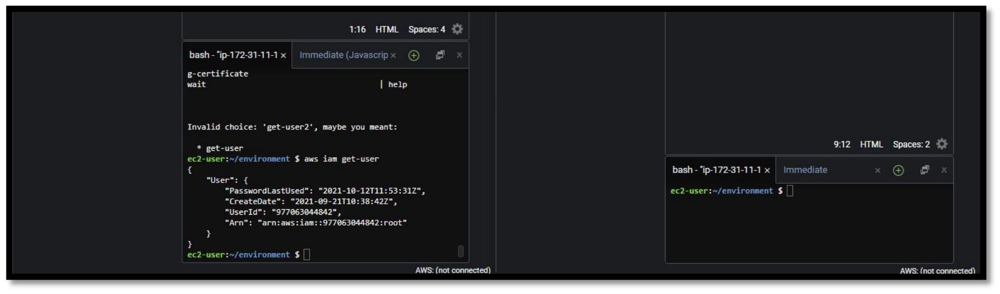 1:16 HTML Spaces: 4
bash - "ip-172-31-11-1 × Immediate (Javascrip ×
g-certificate
wait | help
Invalid choice: 'get-user2', maybe you meant:
* get-user
ec2-user:~/environment $ aws iam get-user
{
"User": {
"PasswordLastUsed": "2021-10-12T11:53:31Z",
"CreateDate": "2021-09-21T10:38:42Z",
"UserId": "977063044842",
"Arn": "arn:aws:iam::977063044842:root"
}
}
ec2-user:~/environment $
AWS: (not connected)
9:12 HTML Spaces: 2
bash - "ip-172-31-11-1 × Immediate ×
ec2-user:~/environment $
AWS: (not connected)